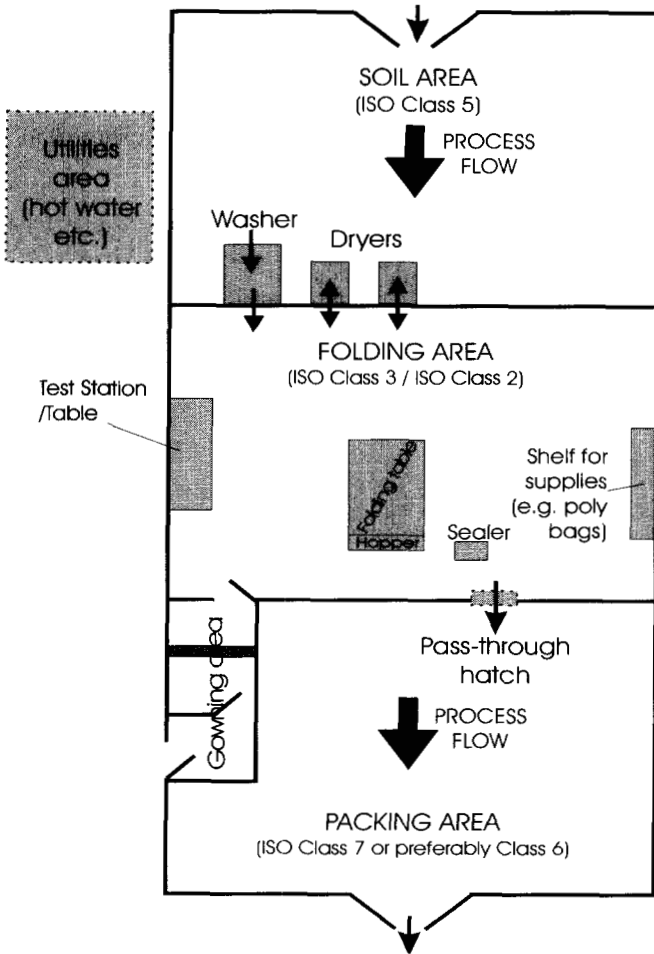 SOIL AREA
(ISO Class 5)
PROCESS
FLOW
Utilities
area
(hot water
etc.)
Washer
Dryers
FOLDING AREA
(ISO Class 3 / ISO Class 2)
Test Station
/Table
Folding table
Hopper
Shelf for
supplies
(e.g. poly
bags)
Sealer
Gowning area
Pass-through
hatch
PROCESS
FLOW
PACKING AREA
(ISO Class 7 or preferably Class 6)